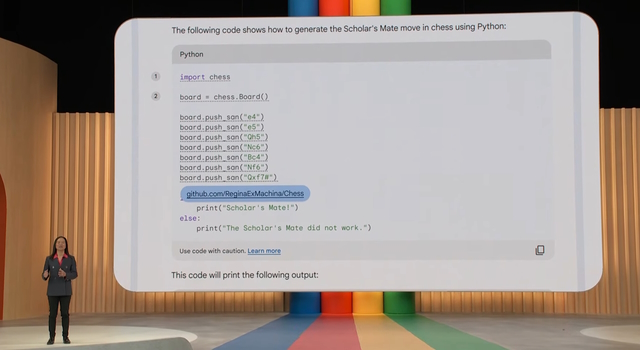 The following code shows how to generate the Scholar's Mate move in chess using Python:
Python
1 import chess
2 board = chess.Board()
board.push_san("e4")
board.push_san("e5")
board.push_san("Qh5")
board.push_san("Nc6")
board.push_san("Bc4")
board.push_san("Nf6")
board.push_san("Qxf7#")
github.com/ReginaExMachina/Chess
print("Scholar's Mate!")
else:
print("The Scholar's Mate did not work.")
Use code with caution. Learn more
This code will print the following output: